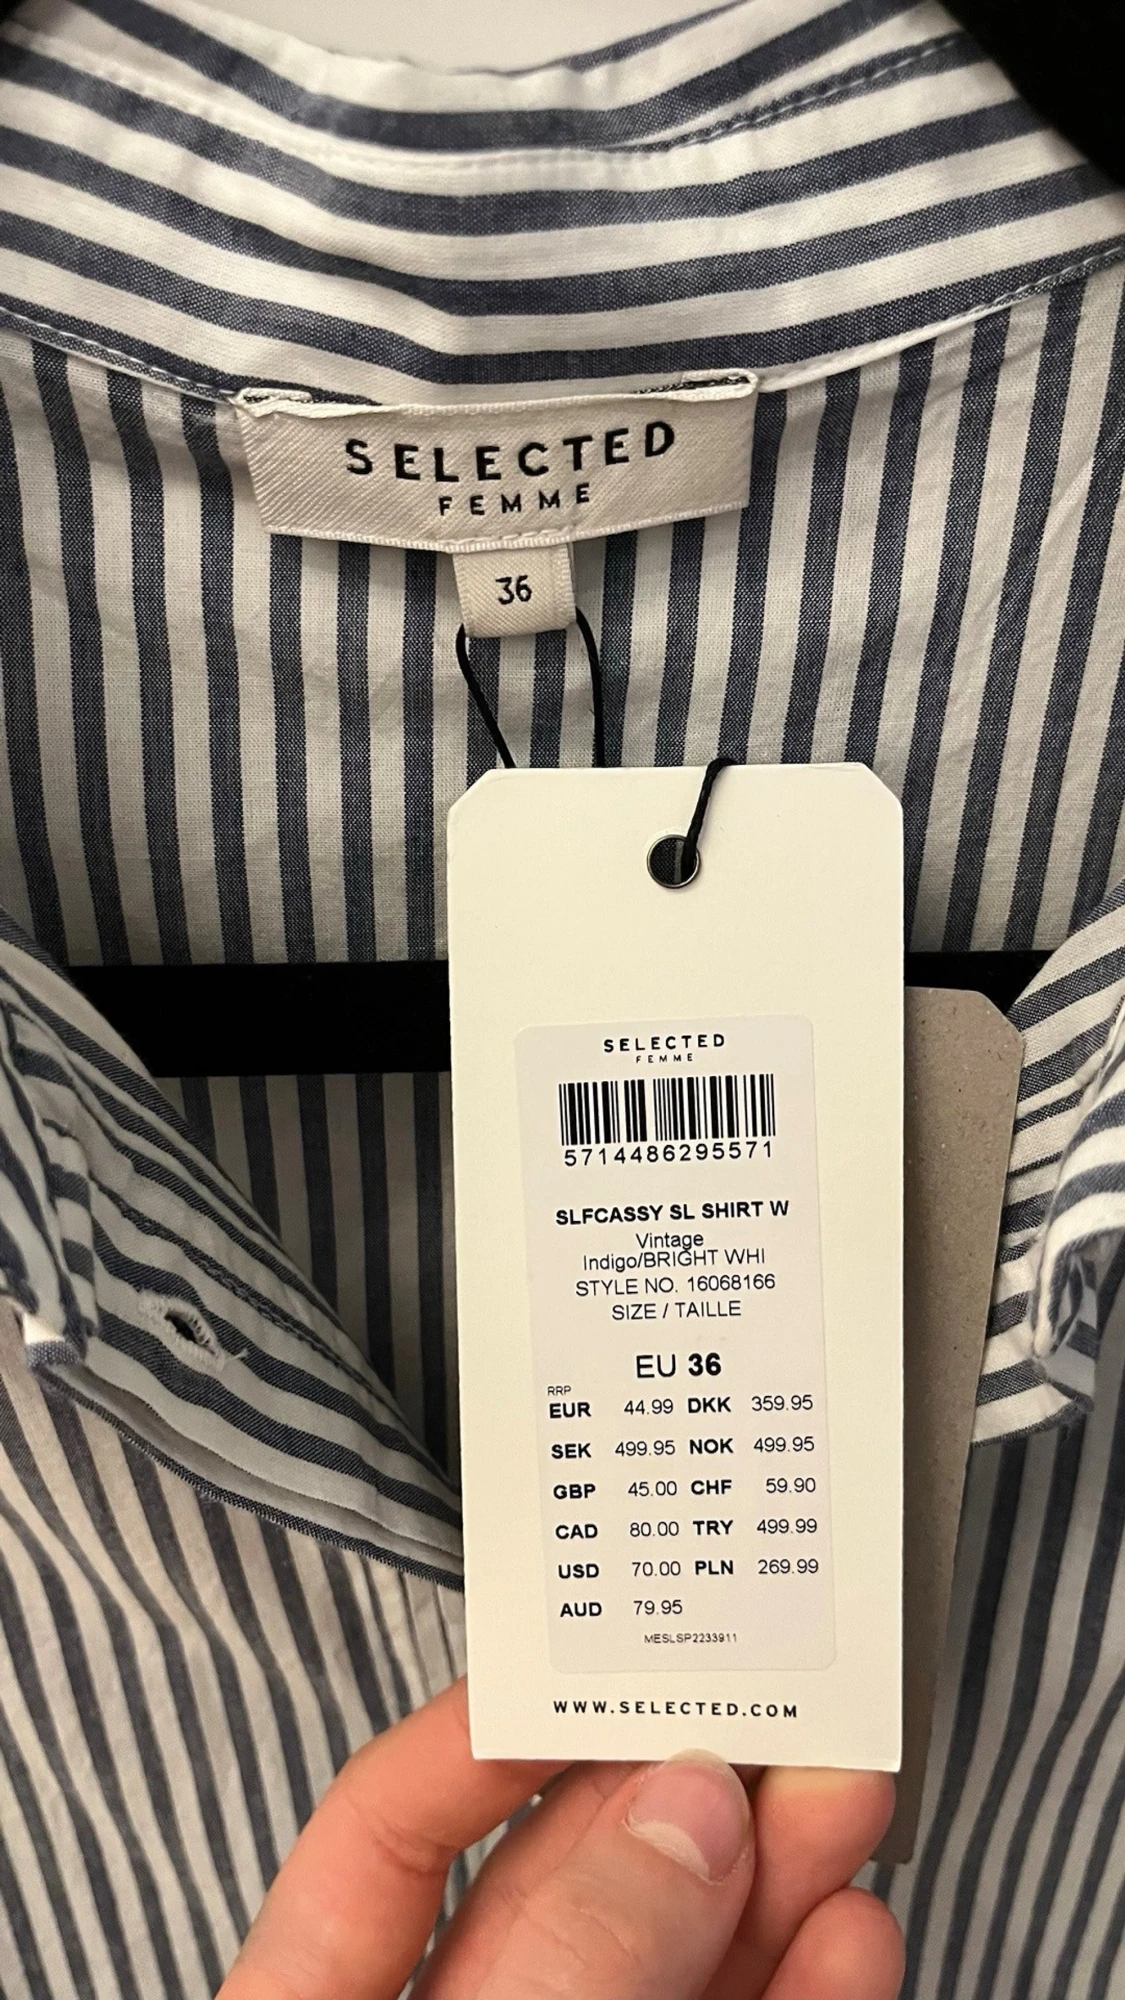 SELECTED
FEMME
36
SELECTED
FEMME
5714486295571
SLFCASSY SL SHIRT W
Vintage
Indigo/BRIGHT WHI
STYLE NO. 16068166
SIZE / TAILLE
EU 36
RRP
EUR 44.99 DKK 359.95
SEK 499.95 NOK 499.95
GBP 45.00 CHF 59.90
CAD 80.00 TRY 499.99
USD 70.00 PLN 269.99
AUD 79.95
MESLSP2233911
WWW.SELECTED.COM